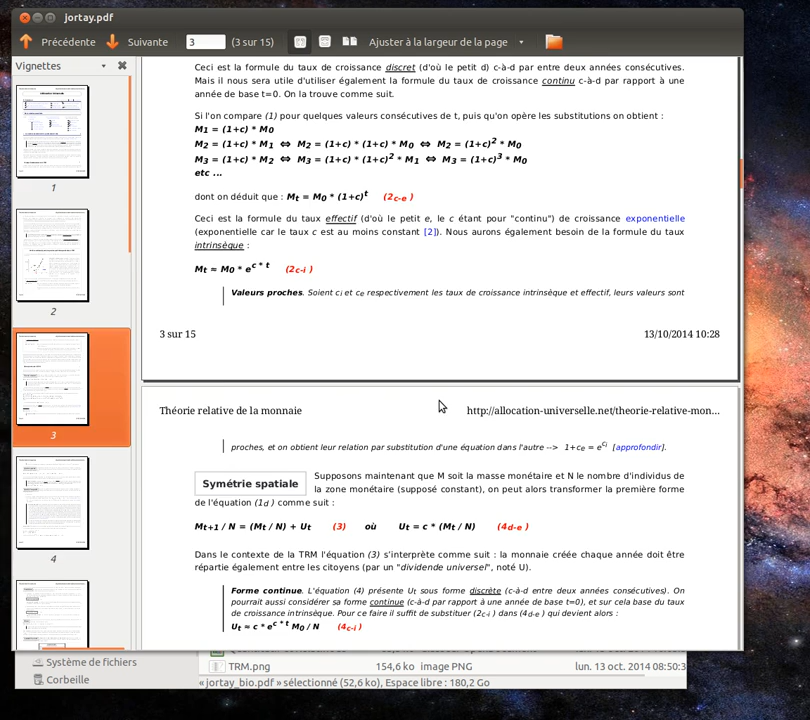 jortay.pdf
Précédente Suivante 3 (3 sur 15) Ajuster à la largeur de la page
Vignettes
1
2
3
4
Ceci est la formule du taux de croissance discret (d'où le petit d) c-à-d par entre deux années consécutives.
Mais il nous sera utile d'utiliser également la formule du taux de croissance continu c-à-d par rapport à une
année de base t=0. On la trouve comme suit.
Si l'on compare (1) pour quelques valeurs consécutives de t, puis qu'on opère les substitutions on obtient :
M1 = (1+c) * M0
M2 = (1+c) * M1 ⇔ M2 = (1+c) * (1+c) * M0 ⇔ M2 = (1+c)² * M0
M3 = (1+c) * M2 ⇔ M3 = (1+c) * (1+c)² * M1 ⇔ M3 = (1+c)³ * M0
etc ...
dont on déduit que : Mt = M0 * (1+c)^t (2c-e )
Ceci est la formule du taux effectif (d'où le petit e, le c étant pour "continu") de croissance exponentielle
(exponentielle car le taux c est au moins constant [2]). Nous aurons également besoin de la formule du taux
intrinsèque :
Mt ≈ M0 * e^c * t (2c-i )
Valeurs proches. Soient ci et ce respectivement les taux de croissance intrinsèque et effectif, leurs valeurs sont
3 sur 15 13/10/2014 10:28
Théorie relative de la monnaie http://allocation-universelle.net/theorie-relative-mon...
proches, et on obtient leur relation par substitution d'une équation dans l'autre --> 1+ce = e^ci [approfondir].
Symétrie spatiale
Supposons maintenant que M soit la masse monétaire et N le nombre d'individus de
la zone monétaire (supposé constant), on peut alors transformer la première forme
de l'équation (1d ) comme suit :
Mt+1 / N = (Mt / N) + Ut (3) où Ut = c * (Mt / N) (4d-e )
Dans le contexte de la TRM l'équation (3) s'interprète comme suit : la monnaie créée chaque année doit être
répartie également entre les citoyens (par un "dividende universel", noté U).
Forme continue. L'équation (4) présente Ut sous forme discrète (c-à-d entre deux années consécutives). On
pourrait aussi considérer sa forme continue (c-à-d par rapport à une année de base t=0), et sur cela base du taux
de croissance intrinsèque. Pour ce faire il suffit de substituer (2c-i ) dans (4d-e ) qui devient alors :
Ut ≈ c * e^c * t M0 / N (4c-i )
Système de fichiers
Corbeille
TRM.png 154,6 ko image PNG lun. 13 oct. 2014 08:50:3
« jortay_bio.pdf » sélectionné (52,6 ko), Espace libre : 180,2 Go